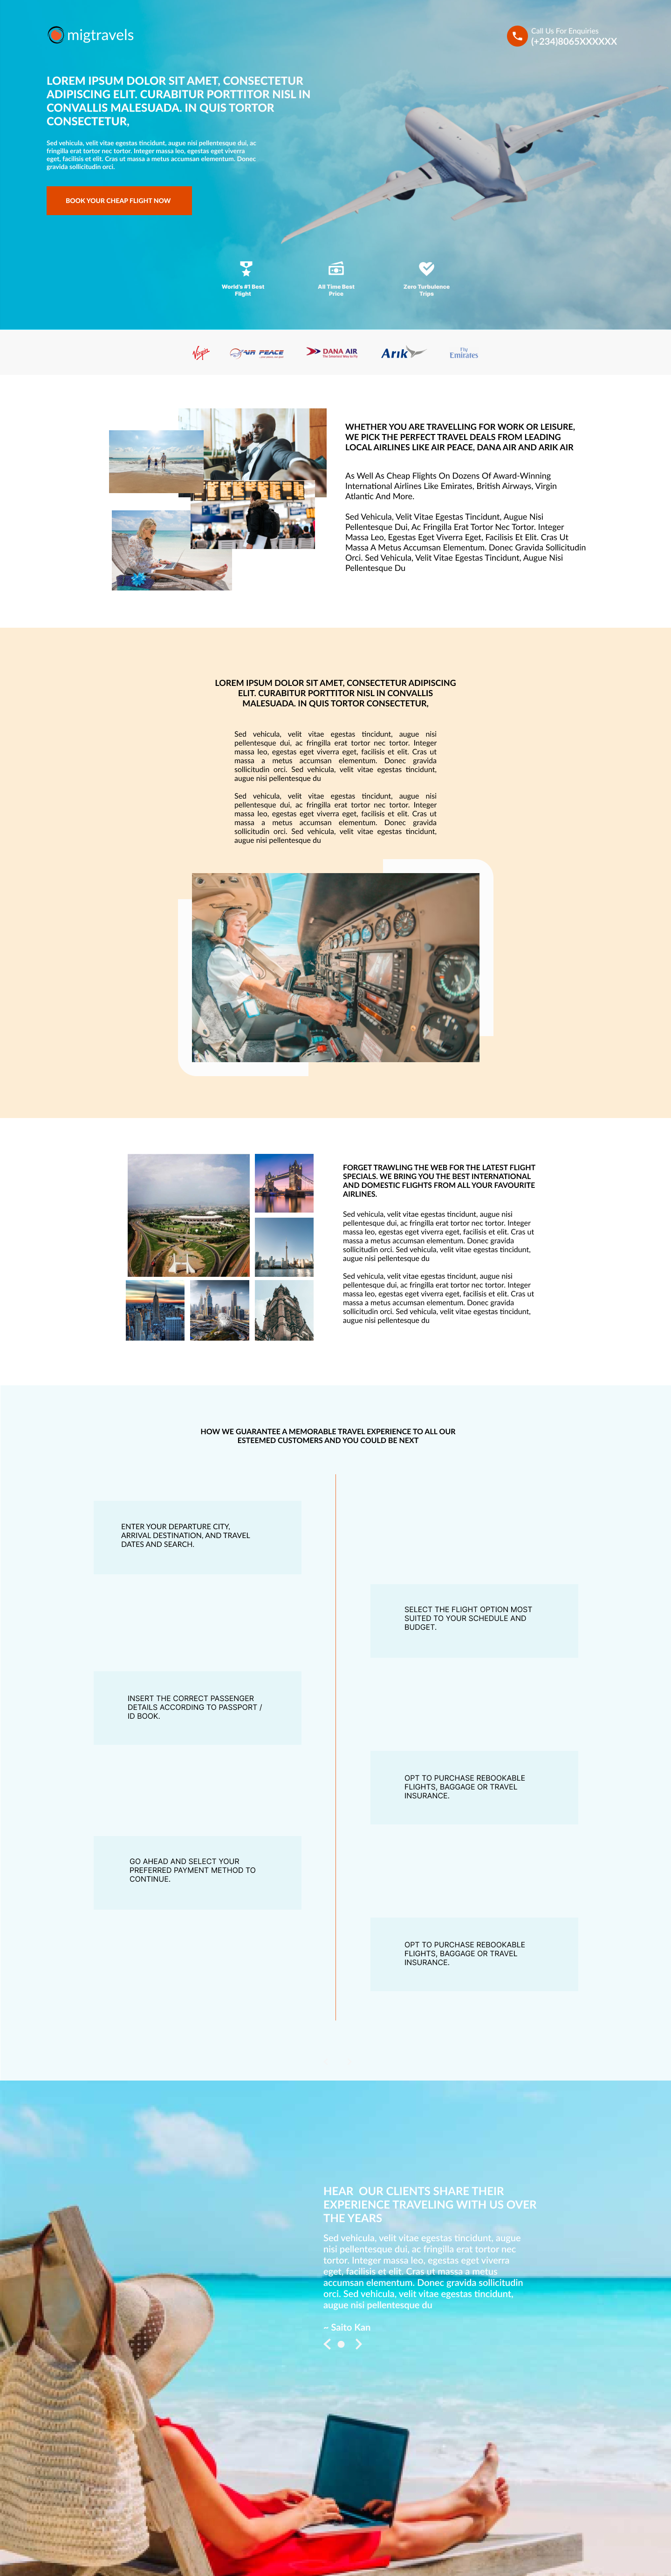 migtravels
Call Us For Enquiries
(+234)8065XXXXXX
LOREM IPSUM DOLOR SIT AMET, CONSECTETUR
ADIPISCING ELIT. CURABITUR PORTTITOR NISL IN
CONVALLIS MALESUADA. IN QUIS TORTOR
CONSECTETUR,
Sed vehicula, velit vitae egestas tincidunt, augue nisi pellentesque dui, ac
fringilla erat tortor nec tortor. Integer massa leo, egestas eget viverra
eget, facilisis et elit. Cras ut massa a metus accumsan elementum. Donec
gravida sollicitudin orci.
BOOK YOUR CHEAP FLIGHT NOW
World's #1 Best
Flight
All Time Best
Price
Zero Turbulence
Trips
Virgin
AIR PEACE
DANA AIR
Arik
Fly
Emirates
WHETHER YOU ARE TRAVELLING FOR WORK OR LEISURE,
WE PICK THE PERFECT TRAVEL DEALS FROM LEADING
LOCAL AIRLINES LIKE AIR PEACE, DANA AIR AND ARIK AIR
As Well As Cheap Flights On Dozens Of Award-Winning
International Airlines Like Emirates, British Airways, Virgin
Atlantic And More.
Sed Vehicula, Velit Vitae Egestas Tincidunt, Augue Nisi
Pellentesque Dui, Ac Fringilla Erat Tortor Nec Tortor. Integer
Massa Leo, Egestas Eget Viverra Eget, Facilisis Et Elit. Cras Ut
Massa A Metus Accumsan Elementum. Donec Gravida Sollicitudin
Orci. Sed Vehicula, Velit Vitae Egestas Tincidunt, Augue Nisi
Pellentesque Du
LOREM IPSUM DOLOR SIT AMET, CONSECTETUR ADIPISCING
ELIT. CURABITUR PORTTITOR NISL IN CONVALLIS
MALESUADA. IN QUIS TORTOR CONSECTETUR,
Sed vehicula, velit vitae egestas tincidunt, augue nisi
pellentesque dui, ac fringilla erat tortor nec tortor. Integer
massa leo, egestas eget viverra eget, facilisis et elit. Cras ut
massa a metus accumsan elementum. Donec gravida
sollicitudin orci. Sed vehicula, velit vitae egestas tincidunt,
augue nisi pellentesque du
Sed vehicula, velit vitae egestas tincidunt, augue nisi
pellentesque dui, ac fringilla erat tortor nec tortor. Integer
massa leo, egestas eget viverra eget, facilisis et elit. Cras ut
massa a metus accumsan elementum. Donec gravida
sollicitudin orci. Sed vehicula, velit vitae egestas tincidunt,
augue nisi pellentesque du
FORGET TRAWLING THE WEB FOR THE LATEST FLIGHT
SPECIALS. WE BRING YOU THE BEST INTERNATIONAL
AND DOMESTIC FLIGHTS FROM ALL YOUR FAVOURITE
AIRLINES.
Sed vehicula, velit vitae egestas tincidunt, augue nisi
pellentesque dui, ac fringilla erat tortor nec tortor. Integer
massa leo, egestas eget viverra eget, facilisis et elit. Cras ut
massa a metus accumsan elementum. Donec gravida
sollicitudin orci. Sed vehicula, velit vitae egestas tincidunt,
augue nisi pellentesque du
Sed vehicula, velit vitae egestas tincidunt, augue nisi
pellentesque dui, ac fringilla erat tortor nec tortor. Integer
massa leo, egestas eget viverra eget, facilisis et elit. Cras ut
massa a metus accumsan elementum. Donec gravida
sollicitudin orci. Sed vehicula, velit vitae egestas tincidunt,
augue nisi pellentesque du
HOW WE GUARANTEE A MEMORABLE TRAVEL EXPERIENCE TO ALL OUR
ESTEEMED CUSTOMERS AND YOU COULD BE NEXT
ENTER YOUR DEPARTURE CITY,
ARRIVAL DESTINATION, AND TRAVEL
DATES AND SEARCH.
SELECT THE FLIGHT OPTION MOST
SUITED TO YOUR SCHEDULE AND
BUDGET.
INSERT THE CORRECT PASSENGER
DETAILS ACCORDING TO PASSPORT /
ID BOOK.
OPT TO PURCHASE REBOOKABLE
FLIGHTS, BAGGAGE OR TRAVEL
INSURANCE.
GO AHEAD AND SELECT YOUR
PREFERRED PAYMENT METHOD TO
CONTINUE.
OPT TO PURCHASE REBOOKABLE
FLIGHTS, BAGGAGE OR TRAVEL
INSURANCE.
HEAR OUR CLIENTS SHARE THEIR
EXPERIENCE TRAVELING WITH US OVER
THE YEARS
Sed vehicula, velit vitae egestas tincidunt, augue
nisi pellentesque dui, ac fringilla erat tortor nec
tortor. Integer massa leo, egestas eget viverra
eget, facilisis et elit. Cras ut massa a metus
accumsan elementum. Donec gravida sollicitudin
orci. Sed vehicula, velit vitae egestas tincidunt,
augue nisi pellentesque du
– Saito Kan